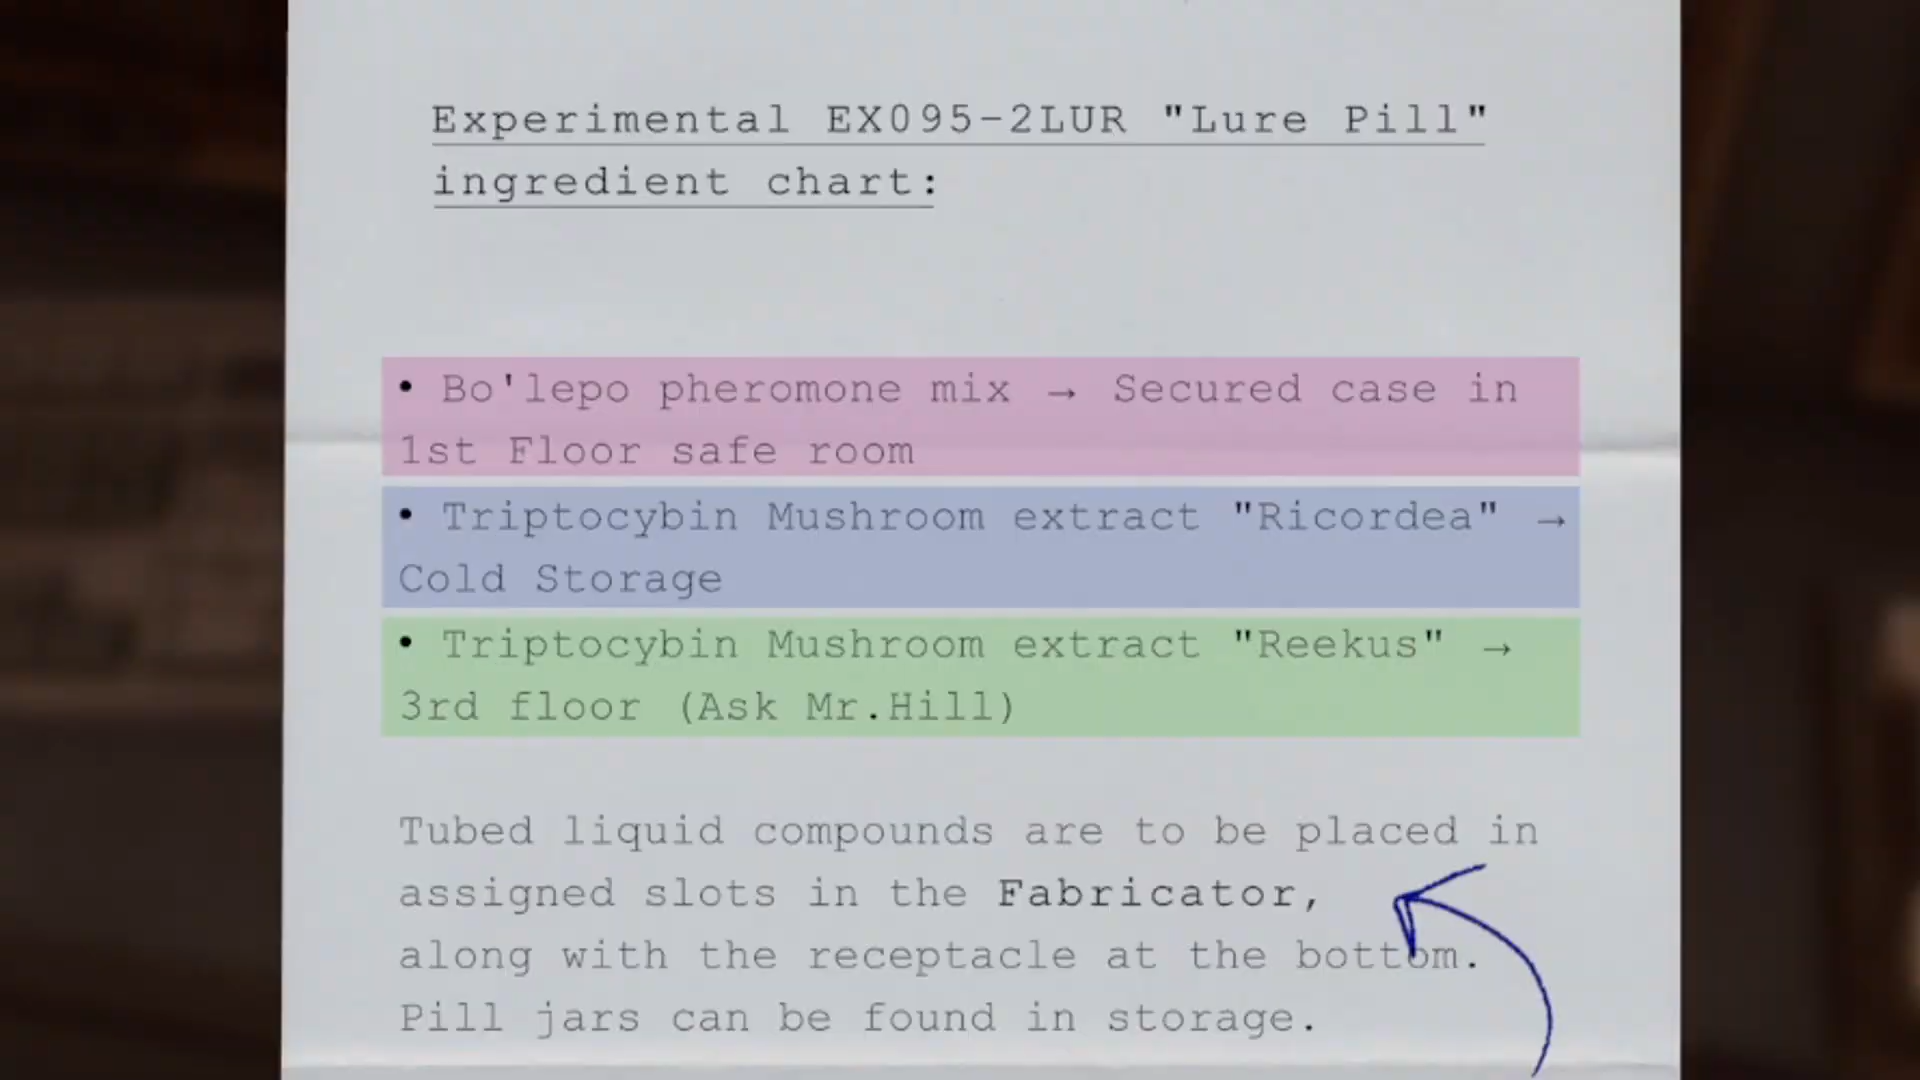 Experimental EX095-2LUR "Lure Pill"
ingredient chart:
• Bo'lepo pheromone mix → Secured case in
1st Floor safe room
• Triptocybin Mushroom extract "Ricordea" →
Cold Storage
• Triptocybin Mushroom extract "Reekus" →
3rd floor (Ask Mr.Hill)
Tubed liquid compounds are to be placed in
assigned slots in the Fabricator,
along with the receptacle at the bottom.
Pill jars can be found in storage.